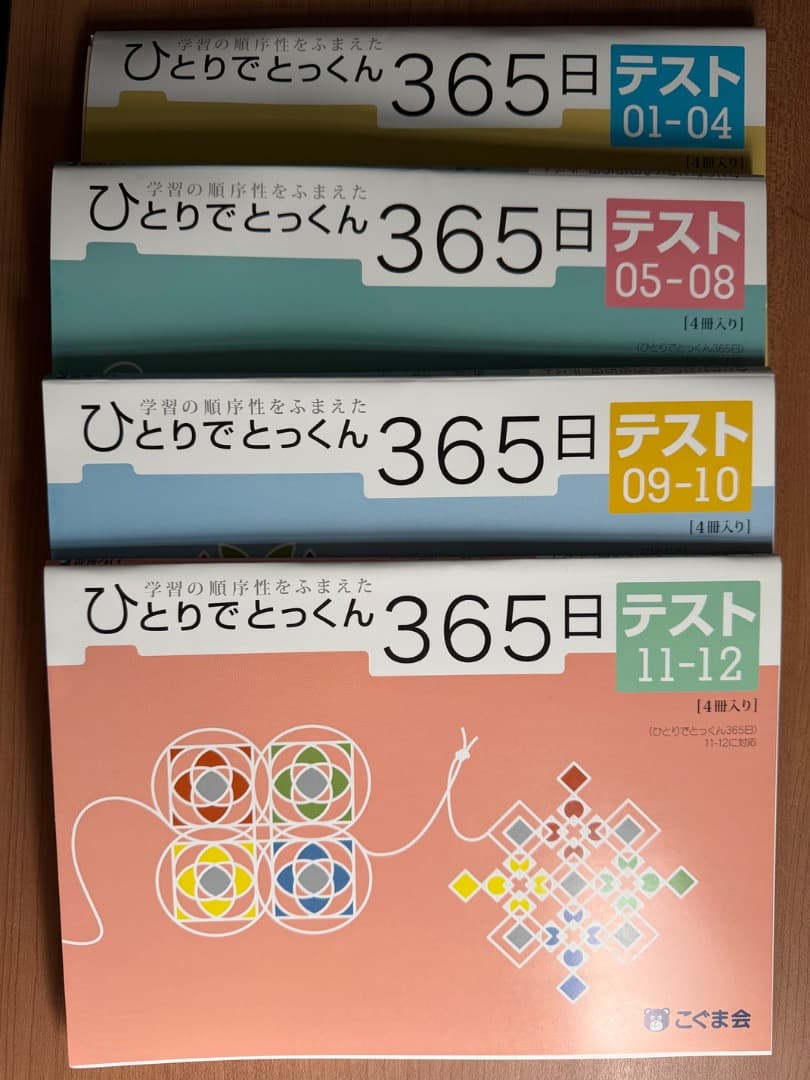 学習の順序性をふまえた
ひとりでとっくん365日
テスト
01-04
[4冊入り]
学習の順序性をふまえた
ひとりでとっくん365日
テスト
05-08
[4冊入り]
〈ひとりでとっくん365日〉
学習の順序性をふまえた
ひとりでとっくん365日
テスト
09-10
[4冊入り]
学習の順序性をふまえた
ひとりでとっくん365日
テスト
11-12
[4冊入り]
〈ひとりでとっくん365日〉
11-12に対応
こぐま会